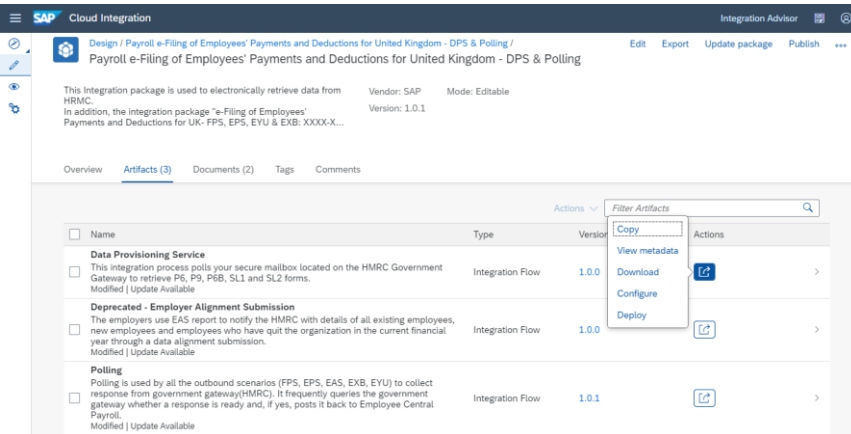 SAP Cloud Integration
Integration Advisor
Design / Payroll e-Filing of Employees' Payments and Deductions for United Kingdom - DPS & Polling /
Edit Export Update package Publish
Payroll e-Filing of Employees' Payments and Deductions for United Kingdom - DPS & Polling
This Integration package is used to electronically retrieve data from
HRMC.
In addition, the integration package "e-Filing of Employees'
Payments and Deductions for UK- FPS, EPS, EYU & EXB: XXXX-X...
Vendor: SAP Mode: Editable
Version: 1.0.1
Overview Artifacts (3) Documents (2) Tags Comments
Actions Filter Artifacts
Name Type Version Actions
Copy
View metadata
Download
Configure
Deploy
Data Provisioning Service
This integration process polls your secure mailbox located on the HMRC Government
Gateway to retrieve P6, P9, P6B, SL1 and SL2 forms.
Modified | Update Available
Integration Flow 1.0.0
Deprecated - Employer Alignment Submission
The employers use EAS report to notify the HMRC with details of all existing employees,
new employees and employees who have quit the organization in the current financial
year through a data alignment submission.
Modified | Update Available
Integration Flow 1.0.0
Polling
Polling is used by all the outbound scenarios (FPS, EPS, EAS, EXB, EYU) to collect
response from government gateway(HMRC). It frequently queries the government
gateway whether a response is ready and, if yes, posts it back to Employee Central
Payroll.
Modified | Update Available
Integration Flow 1.0.1